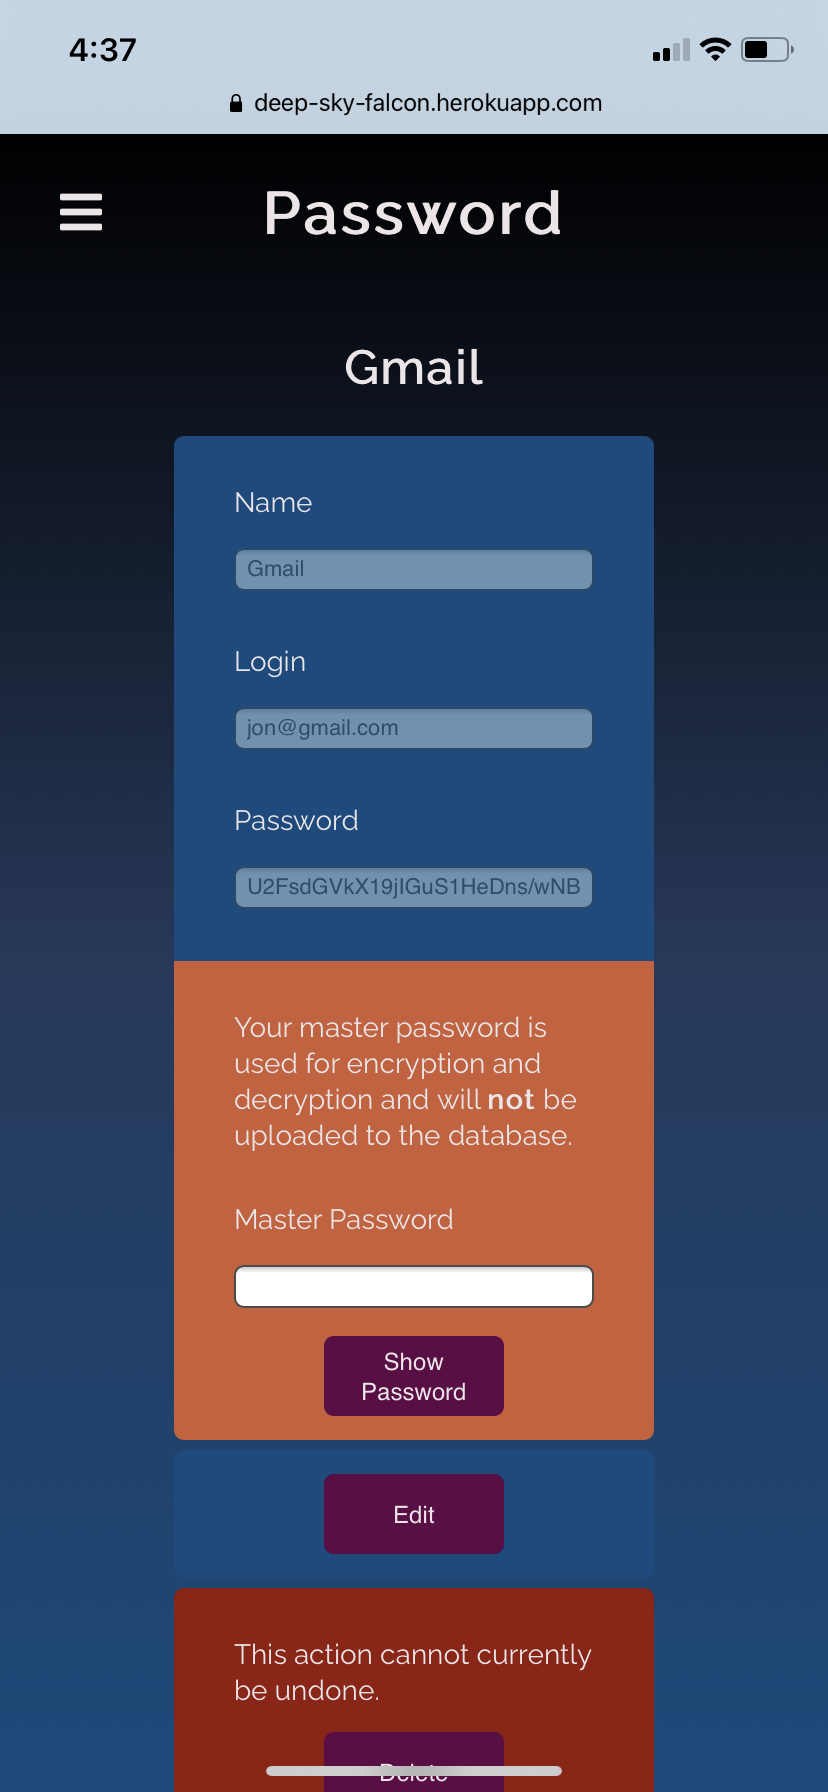 4:37
deep-sky-falcon.herokuapp.com
Password
Gmail
Name
Gmail
Login
jon@gmail.com
Password
U2FsdGVkX19jIGuS1HeDns/wNB
Your master password is
used for encryption and
decryption and will not be
uploaded to the database.
Master Password
Show
Password
Edit
This action cannot currently
be undone.
Delete